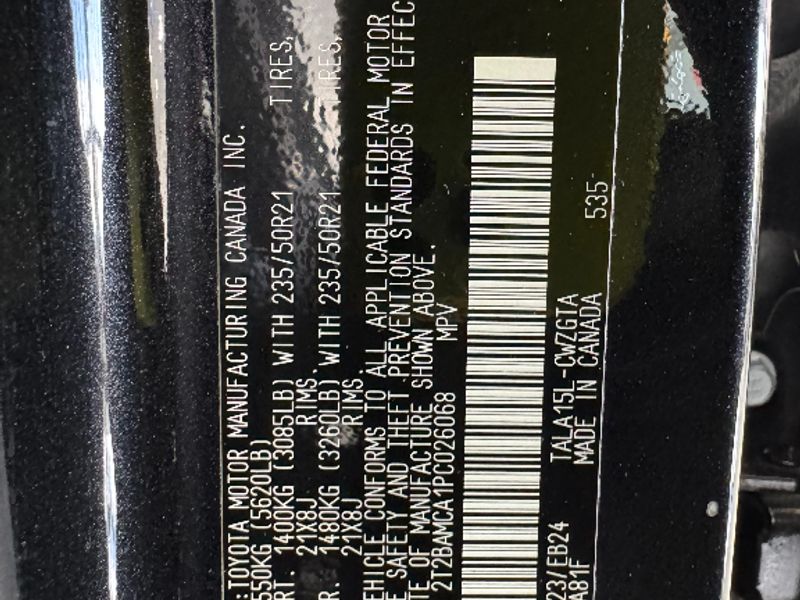 :TOYOTA MOTOR MANUFACTURING CANADA INC.
550KG (5620LB)
RT. 1400KG (3085LB) WITH 235/50R21 TIRES,
21X8J RIMS.
R. 1480KG (3260LB) WITH 235/50R21 TIRES,
21X8J RIMS.
EHICLE CONFORMS TO ALL APPLICABLE FEDERAL MOTOR
E SAFETY AND THEFT PREVENTION STANDARDS IN EFFEC
TE OF MANUFACTURE SHOWN ABOVE.
2T2BAMCA1PC026068 MPV
223/EB24 TALA15L-CWZGTA 535-
A81F MADE IN CANADA